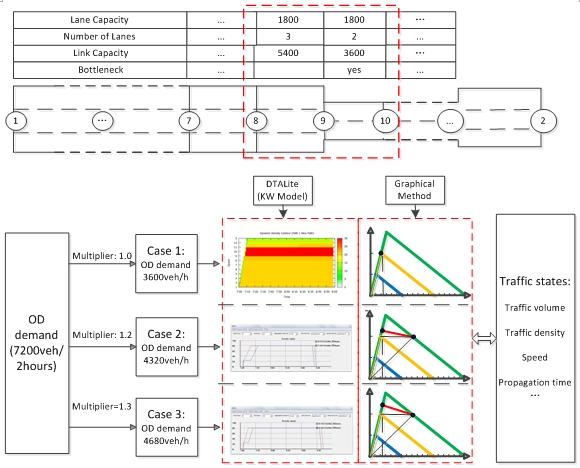 Lane Capacity ... 1800 1800 ...
Number of Lanes ... 3 2 ...
Link Capacity ... 5400 3600 ...
Bottleneck ... yes ...
1 ... 7 8 9 10 ... 2
DTALite
(KW Model)
Graphical
Method
OD
demand
(7200veh/
2hours)
Multiplier: 1.0
Case 1:
OD demand
3600veh/h
Multiplier: 1.2
Case 2:
OD demand
4320veh/h
Multiplier=1.3
Case 3:
OD demand
4680veh/h
Traffic states:
Traffic volume
Traffic density
Speed
Propagation time
...